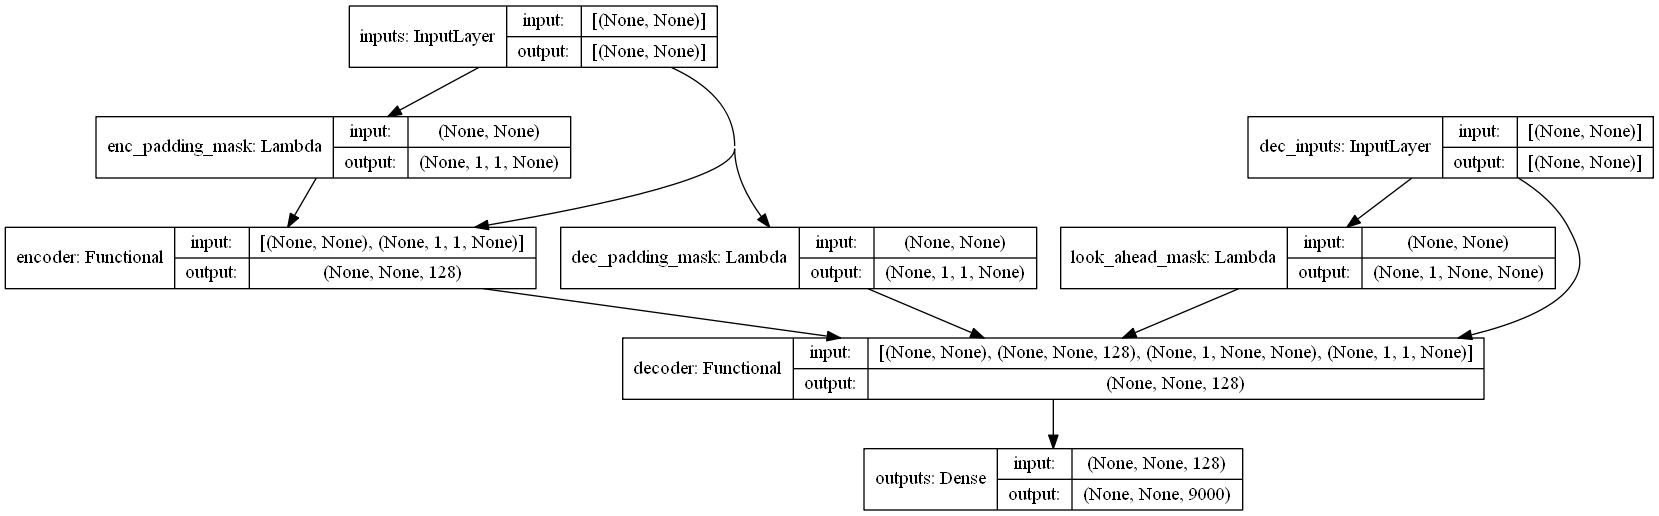 inputs: InputLayer
input:
[(None, None)]
output:
[(None, None)]
enc_padding_mask: Lambda
input:
(None, None)
output:
(None, 1, 1, None)
dec_inputs: InputLayer
input:
[(None, None)]
output:
[(None, None)]
encoder: Functional
input:
[(None, None), (None, 1, 1, None)]
output:
(None, None, 128)
dec_padding_mask: Lambda
input:
(None, None)
output:
(None, 1, 1, None)
look_ahead_mask: Lambda
input:
(None, None)
output:
(None, 1, None, None)
decoder: Functional
input:
[(None, None), (None, None, 128), (None, 1, None, None), (None, 1, 1, None)]
output:
(None, None, 128)
outputs: Dense
input:
(None, None, 128)
output:
(None, None, 9000)